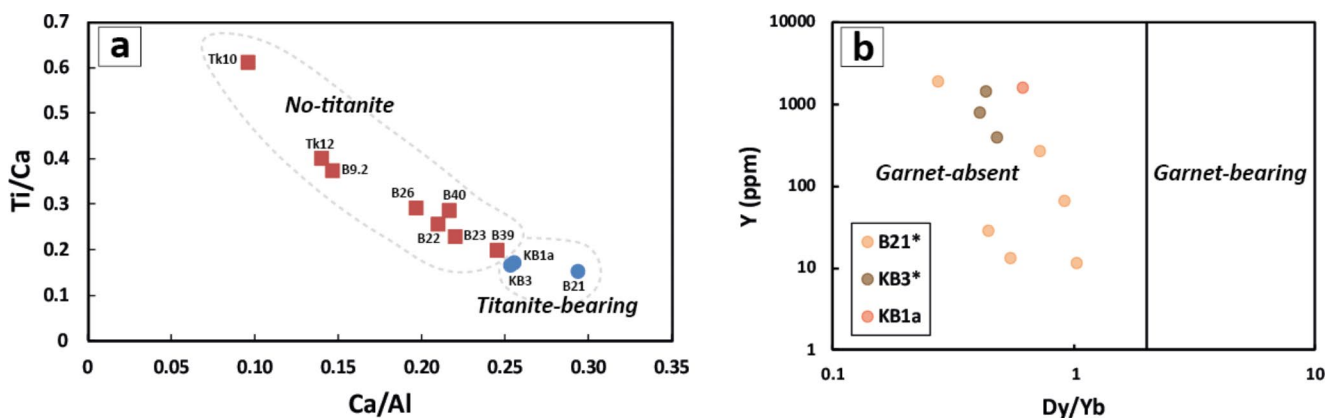 a
Ti/Ca
0.7
0.6
0.5
0.4
0.3
0.2
0.1
0
Tk10
No-titanite
Tk12
B9.2
B26
B40
B22
B23
B39
KB1a
KB3
B21
Titanite-bearing
0
0.05
0.10
0.15
0.20
0.25
0.30
0.35
Ca/Al
b
Y (ppm)
10000
1000
100
10
1
Garnet-absent
Garnet-bearing
B21*
KB3*
KB1a
0.1
1
10
Dy/Yb